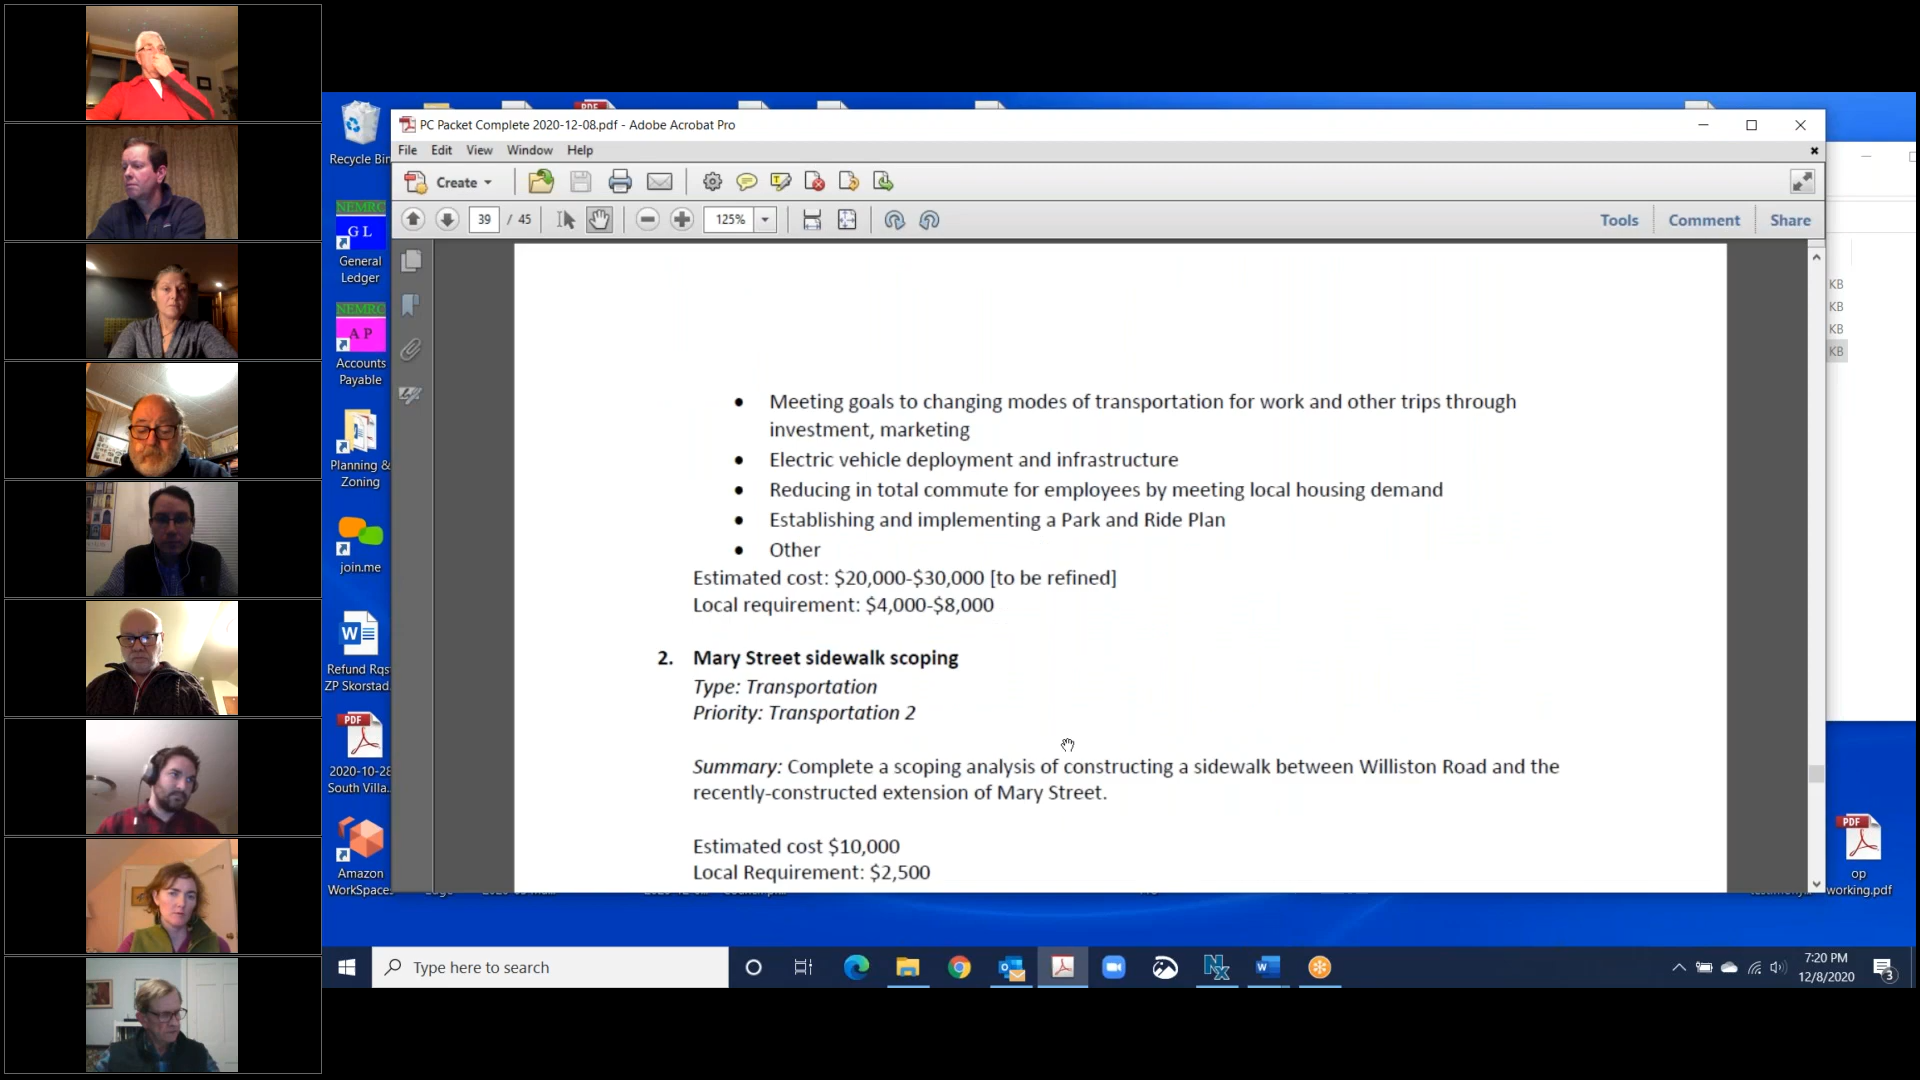 PC Packet Complete 2020-12-08.pdf - Adobe Acrobat Pro
File Edit View Window Help
Create
39 / 45
125%
Tools Comment Share
Recycle Bin
NEMRC
G L
General
Ledger
NEMRC
A P
Accounts
Payable
Planning &
Zoning
join.me
Refund Rqs
ZP Skorstad.
PDF
2020-10-28
South Villa...
Amazon
WorkSpaces
PDF
KB
KB
KB
KB
• Meeting goals to changing modes of transportation for work and other trips through
investment, marketing
• Electric vehicle deployment and infrastructure
• Reducing in total commute for employees by meeting local housing demand
• Establishing and implementing a Park and Ride Plan
• Other
Estimated cost: $20,000-$30,000 [to be refined]
Local requirement: $4,000-$8,000
2. Mary Street sidewalk scoping
Type: Transportation
Priority: Transportation 2
Summary: Complete a scoping analysis of constructing a sidewalk between Williston Road and the
recently-constructed extension of Mary Street.
Estimated cost $10,000
Local Requirement: $2,500
PDF
op
working.pdf
Type here to search
7:20 PM
12/8/2020
3